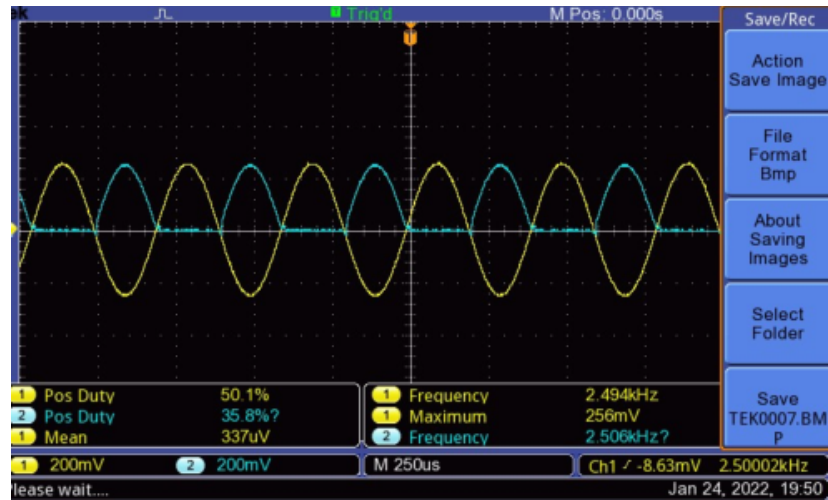 ek Trig'd M Pos: 0.000s Save/Rec
T
Action
Save Image
File
Format
Bmp
About
Saving
Images
Select
Folder
Save
TEK0007.BM
P
1 Pos Duty 50.1% 1 Frequency 2.494kHz
2 Pos Duty 35.8%? 1 Maximum 256mV
1 Mean 337uV 2 Frequency 2.506kHz?
1 200mV 2 200mV M 250us Ch1 -8.63mV 2.50002kHz
lease wait.... Jan 24, 2022, 19:50